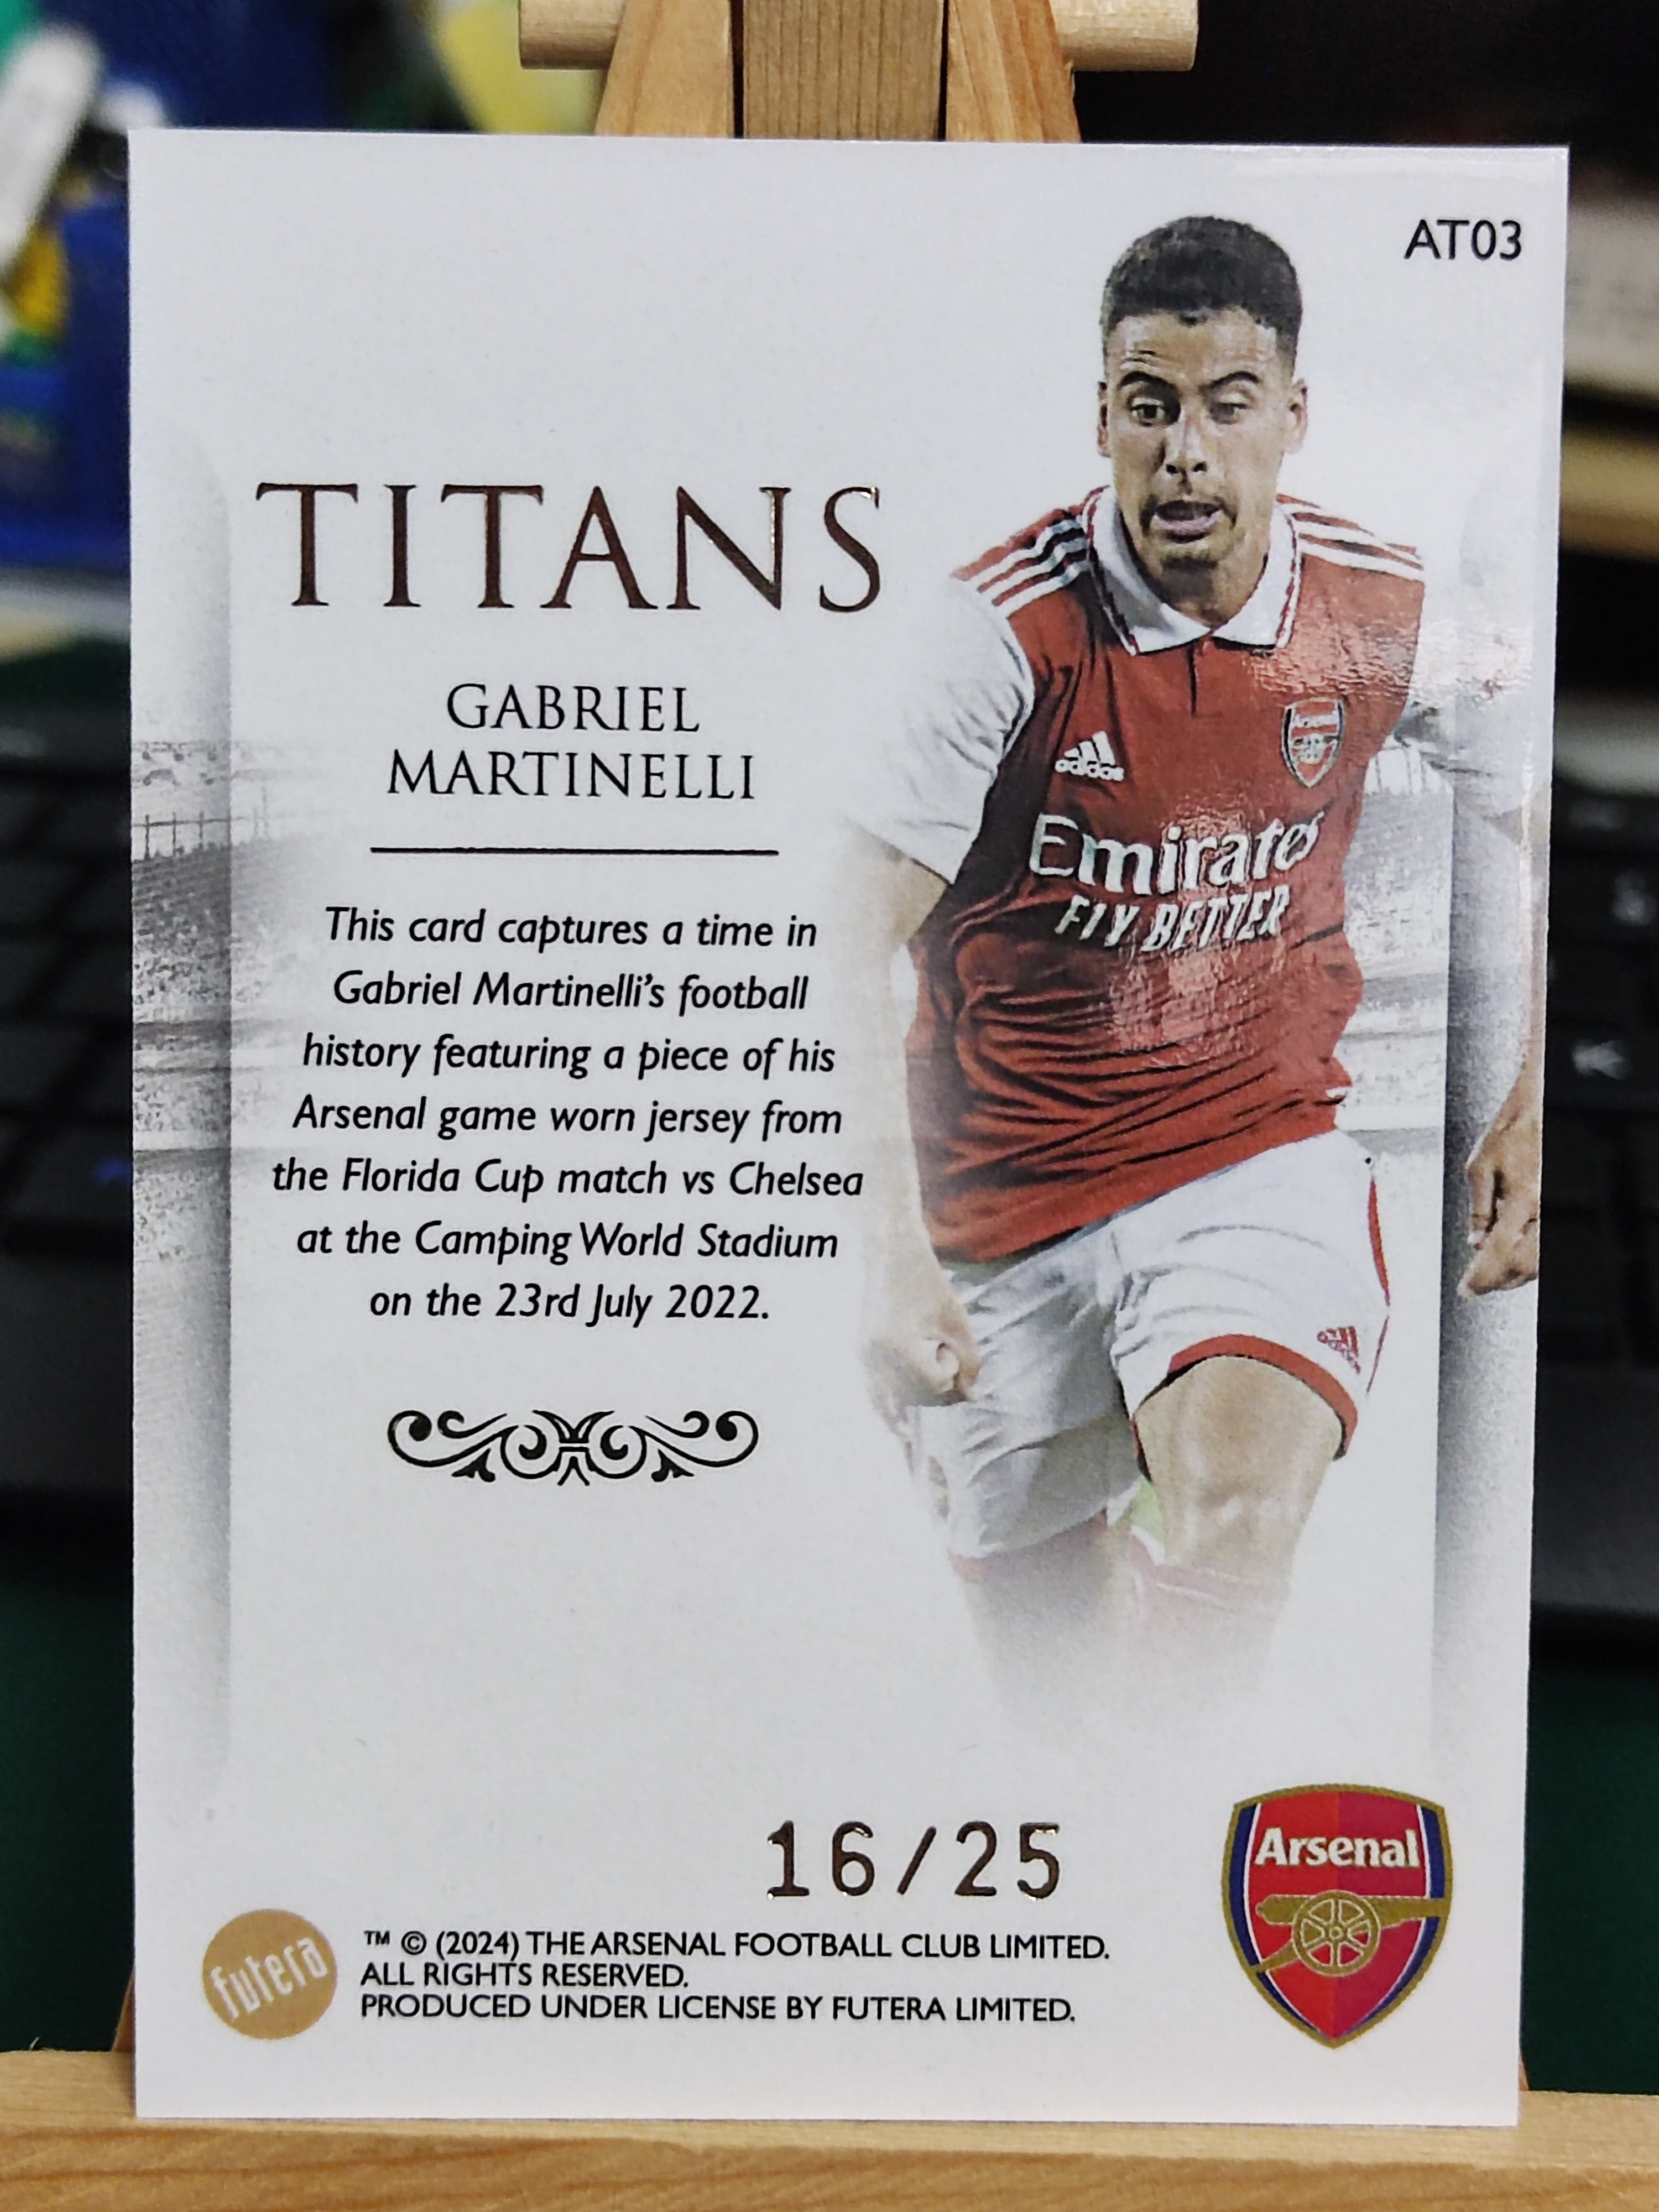 AT03
TITANS
GABRIEL
MARTINELLI
This card captures a time in
Gabriel Martinelli's football
history featuring a piece of his
Arsenal game worn jersey from
the Florida Cup match vs Chelsea
at the Camping World Stadium
on the 23rd July 2022.
adidas
Arsenal
Emirates
FLY BETTER
adidas
16/25
Arsenal
futera
™ © (2024) THE ARSENAL FOOTBALL CLUB LIMITED.
ALL RIGHTS RESERVED.
PRODUCED UNDER LICENSE BY FUTERA LIMITED.